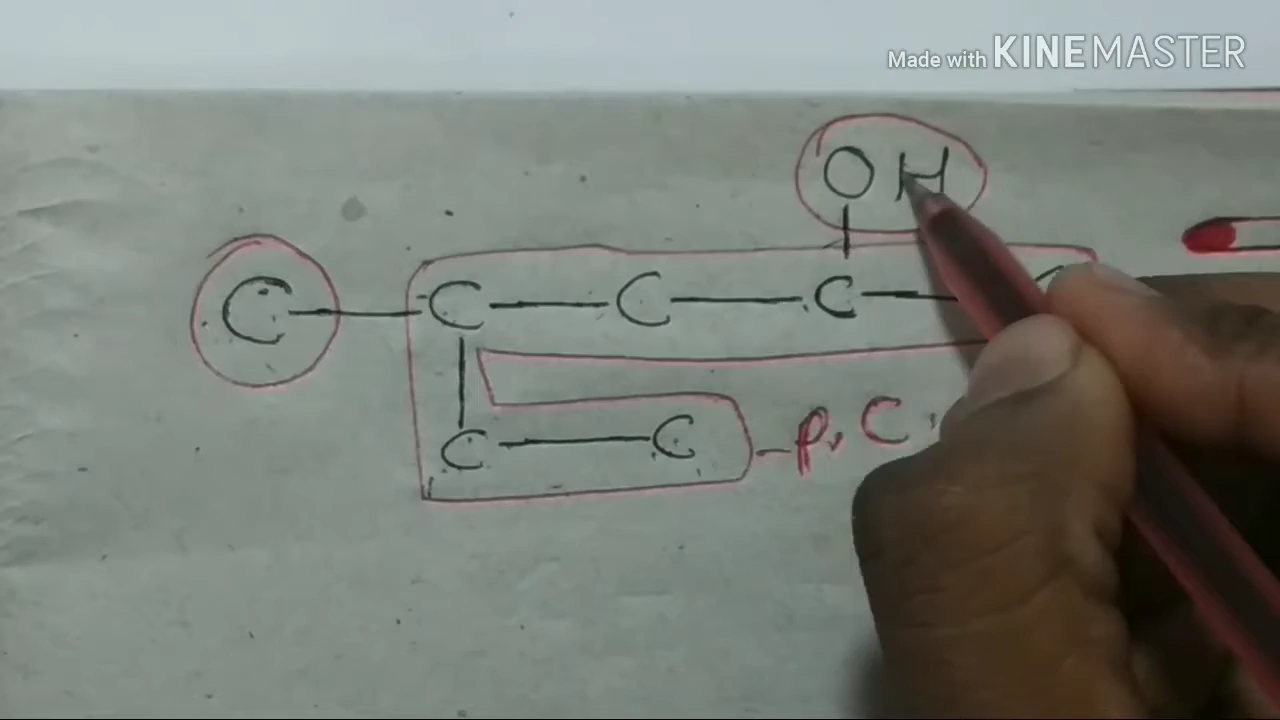 Made with KINEMASTER
OH
C — C — C — C — C
C — C - P. C.